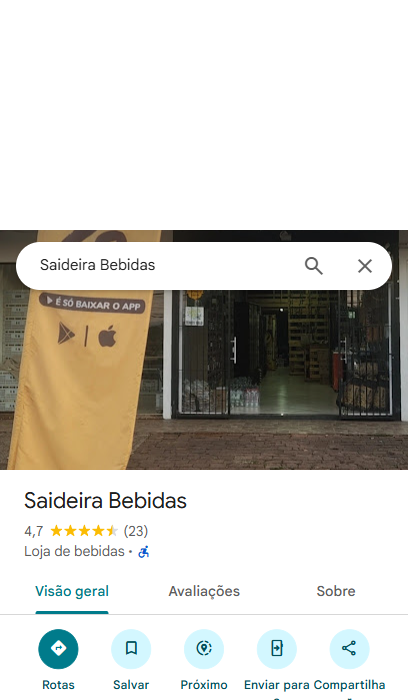 Saideira Bebidas
É SÓ BAIXAR O APP
Saideira Bebidas
4,7 (23)
Loja de bebidas ·
Visão geral Avaliações Sobre
Rotas Salvar Próximo Enviar para Compartilha